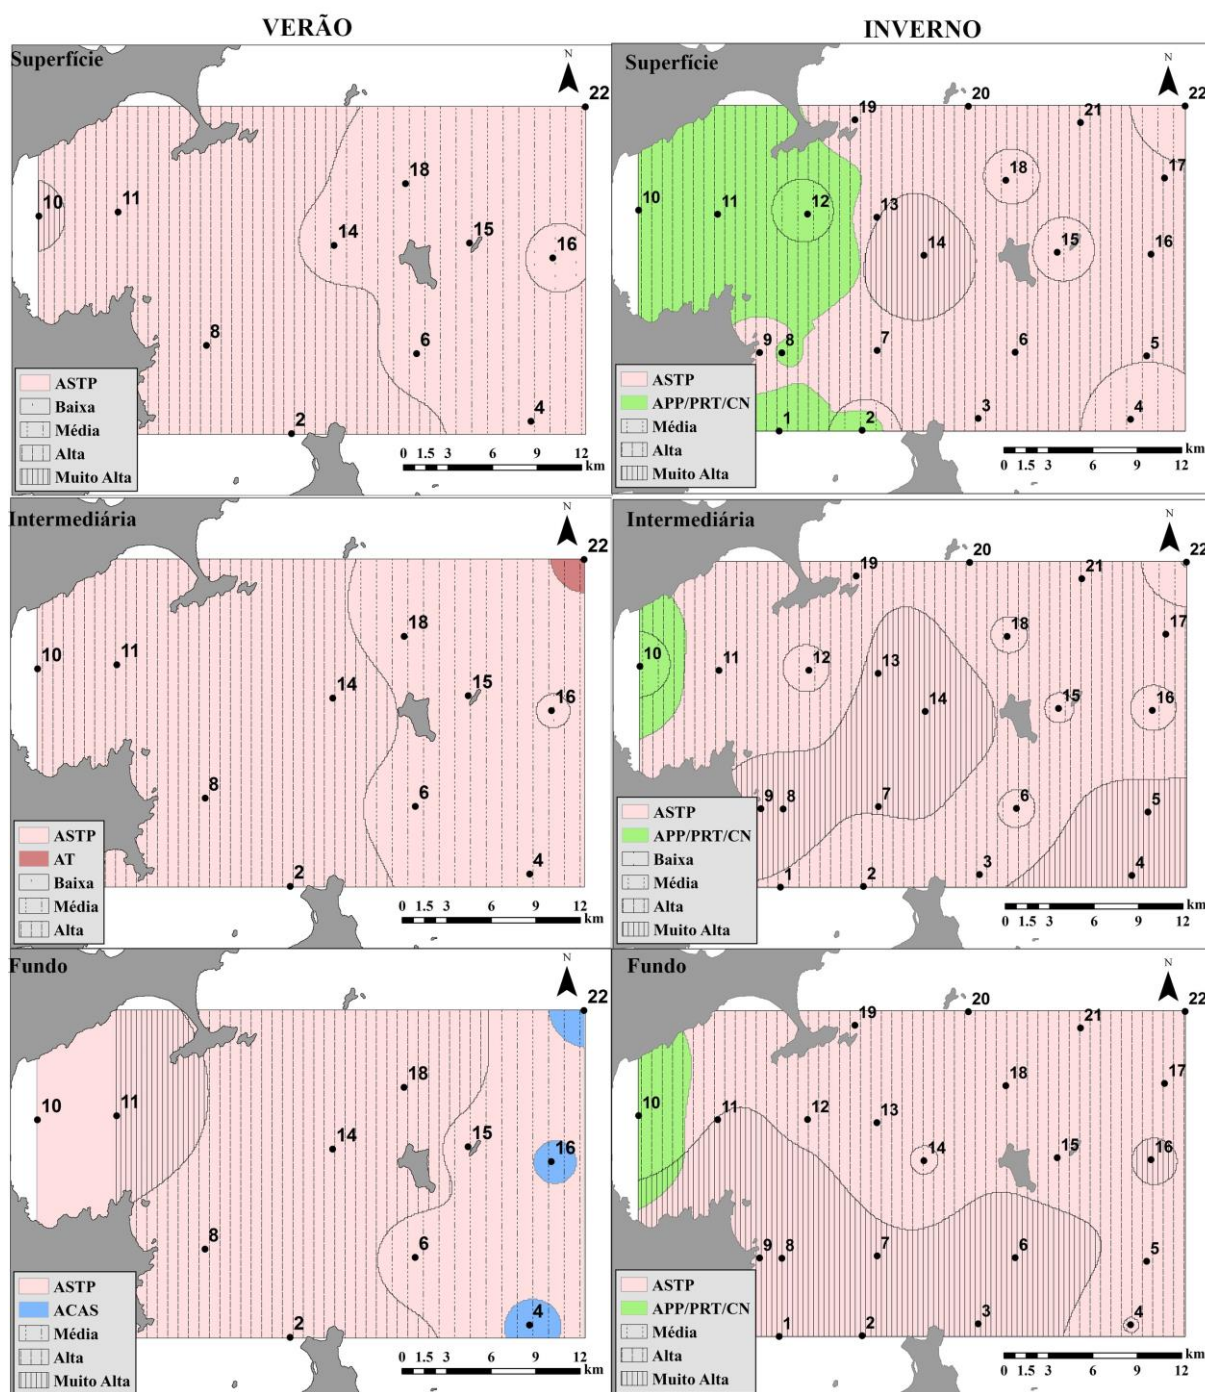 VERÃO
INVERNO
Superfície
N
22
18
10
11
14
15
16
8
6
4
2
ASTP
Baixa
Média
Alta
Muito Alta
0 1.5 3 6 9 12
km
Superfície
N
22
19
20
21
18
17
10
11
12
13
14
15
16
9
8
7
6
5
1
2
3
4
ASTP
APP/PRT/CN
Média
Alta
Muito Alta
0 1.5 3 6 9 12
km
Intermediária
N
22
18
10
11
14
15
16
8
6
4
2
ASTP
AT
Baixa
Média
Alta
0 1.5 3 6 9 12
km
Intermediária
N
22
19
20
21
18
17
10
11
12
13
14
15
16
9
8
7
6
5
1
2
3
4
ASTP
APP/PRT/CN
Baixa
Média
Alta
Muito Alta
0 1.5 3 6 9 12
km
Fundo
N
22
18
10
11
14
15
16
8
6
4
2
ASTP
ACAS
Média
Alta
Muito Alta
0 1.5 3 6 9 12
km
Fundo
N
22
19
20
21
18
17
10
11
12
13
14
15
16
9
8
7
6
5
1
2
3
4
ASTP
APP/PRT/CN
Média
Alta
Muito Alta
0 1.5 3 6 9 12
km